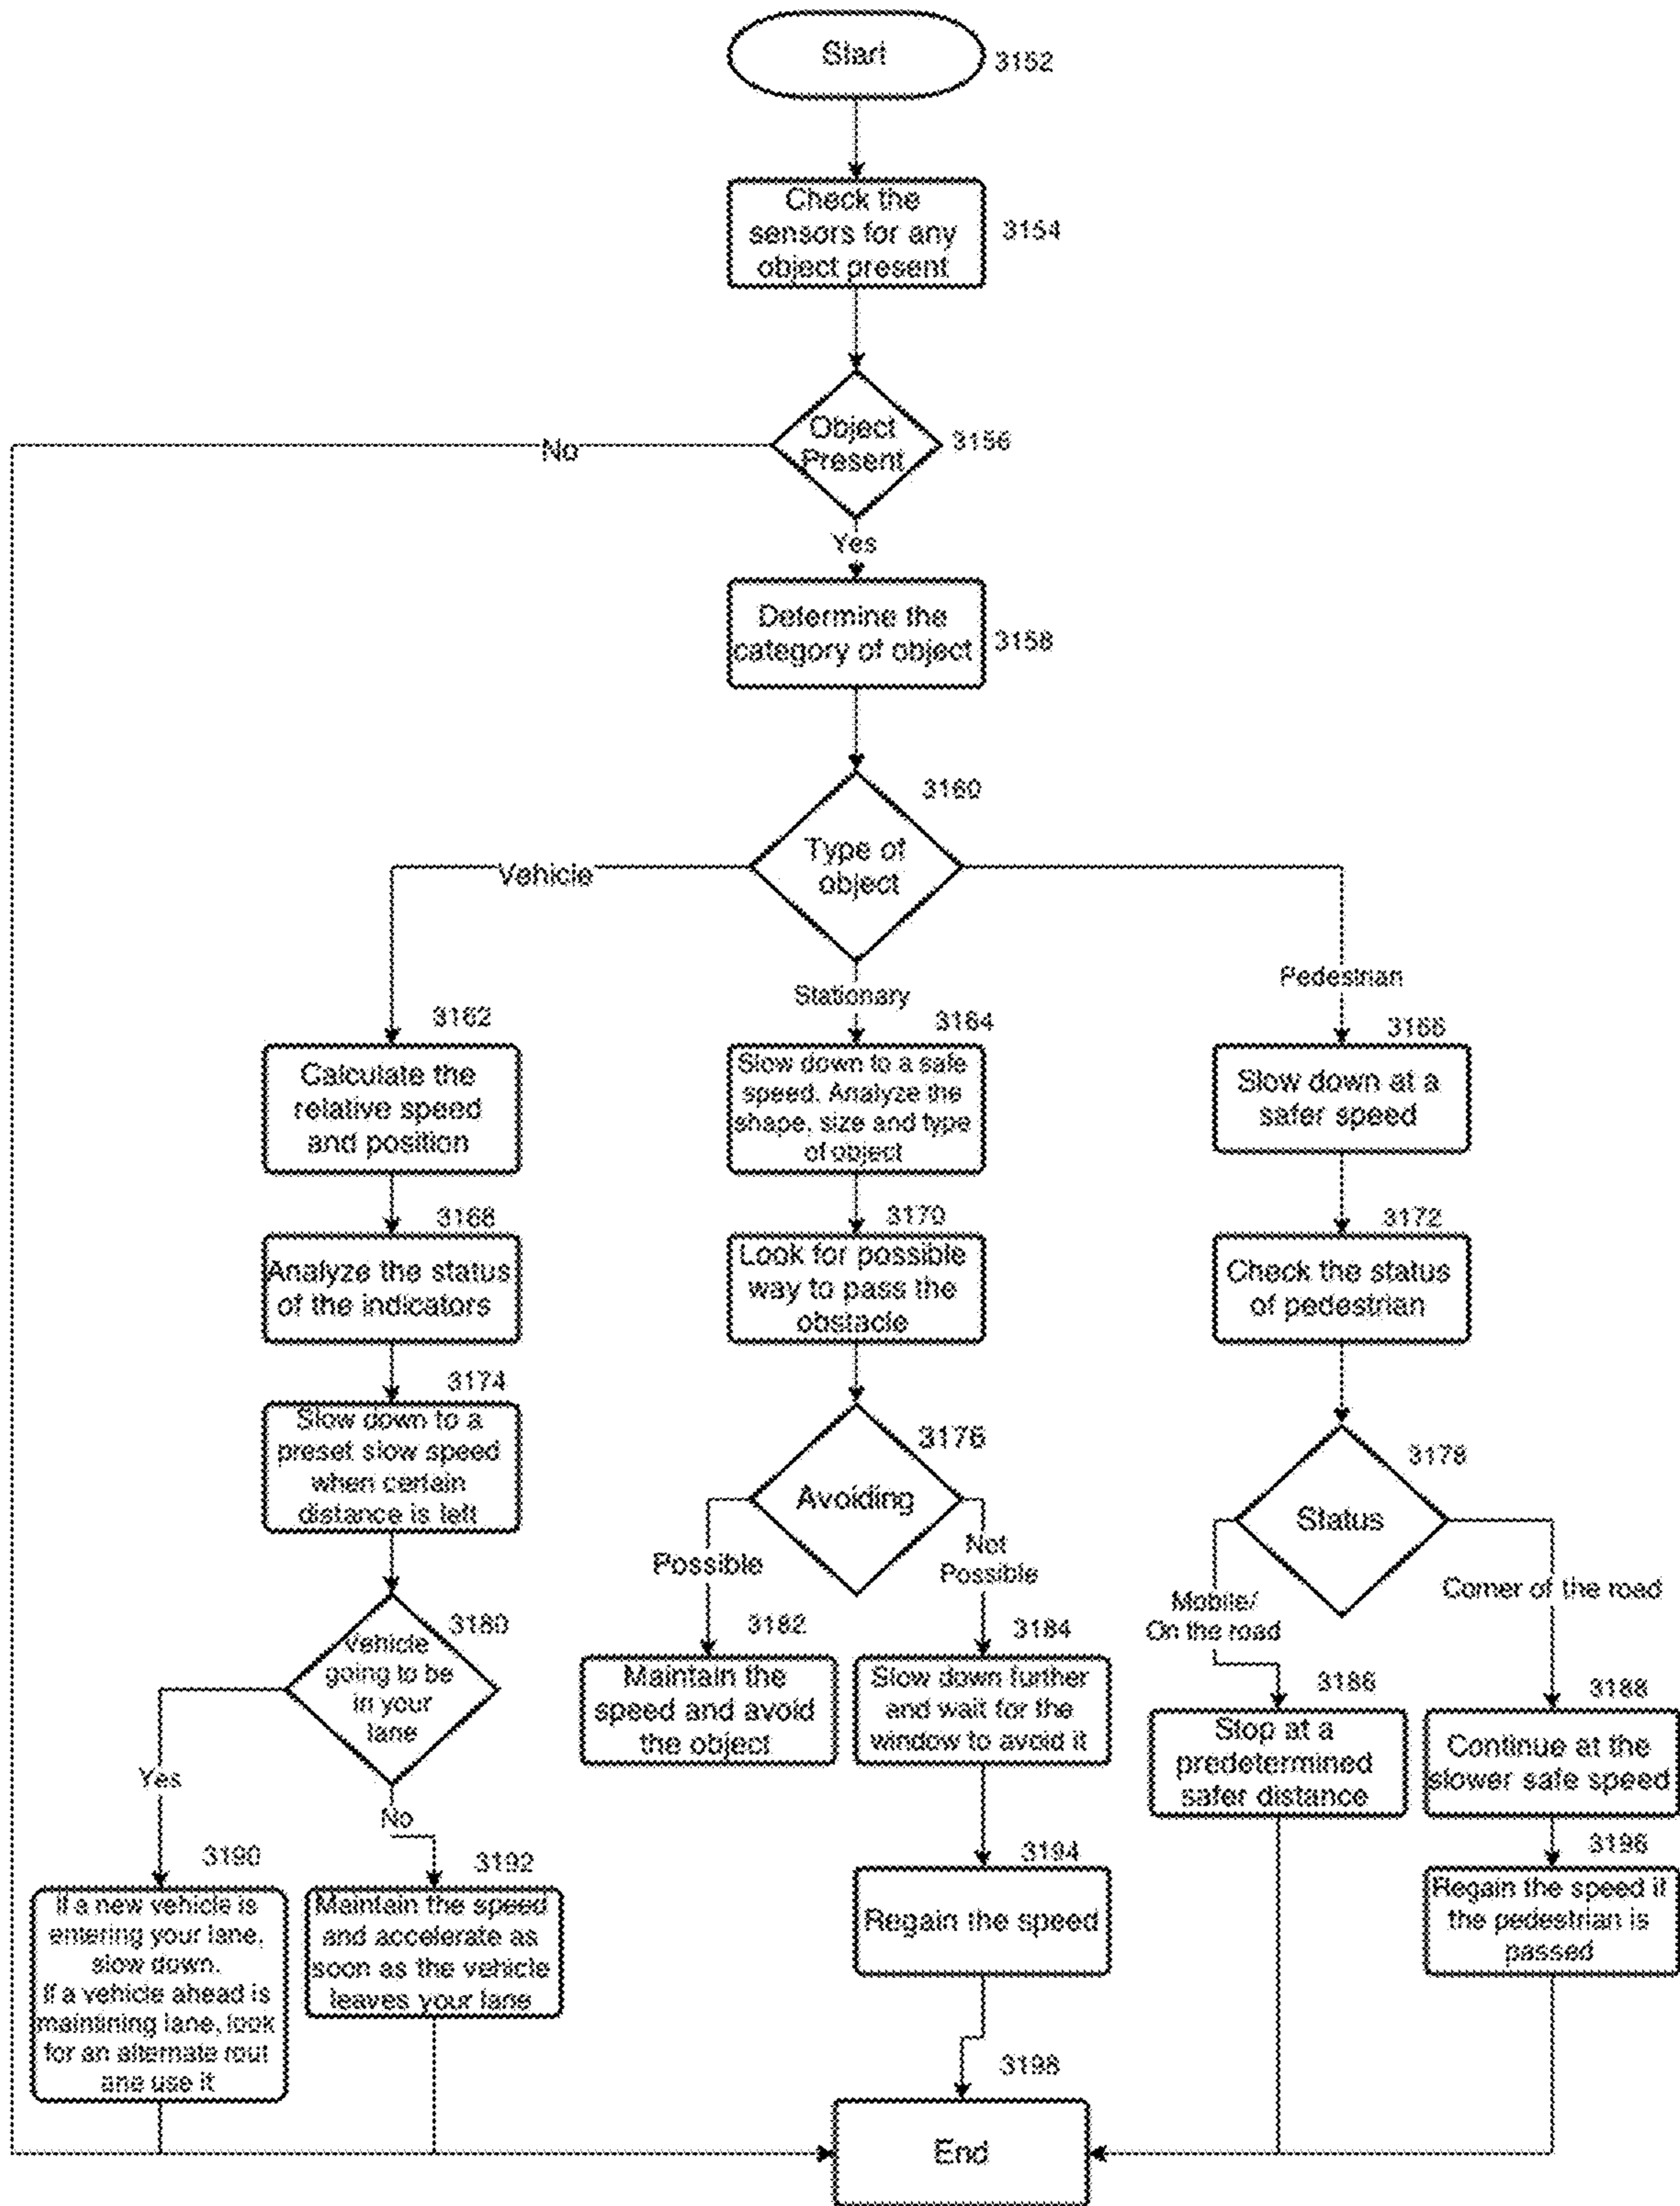 Start
3152
Check the
sensors for any
object present
3154
Object
Present
3156
No
Yes
Determine the
category of object
3158
3160
Type of
object
Vehicle
Stationary
Pedestrian
3162
Calculate the
relative speed
and position
3164
Slow down to a safe
speed. Analyze the
shape, size and type
of object
3166
Slow down at a
safer speed
3168
Analyze the status
of the indicators
3170
Look for possible
way to pass the
obstacle
3172
Check the status
of pedestrian
3174
Slow down to a
preset slow speed
when certain
distance is left
3176
Avoiding
Possible
Not
Possible
3178
Status
Mobile/
On the road
Corner of the road
3180
Vehicle
going to be
in your
lane
Yes
No
3182
Maintain the
speed and avoid
the object
3184
Slow down further
and wait for the
window to avoid it
3186
Stop at a
predetermined
safer distance
3188
Continue at the
slower safe speed
3190
If a new vehicle is
entering your lane,
slow down.
If a vehicle ahead is
maintining lane, look
for an alternate rout
ane use it
3192
Maintain the speed
and accelerate as
soon as the vehicle
leaves your lane
3194
Regain the speed
3196
Regain the speed if
the pedestrian is
passed
3198
End